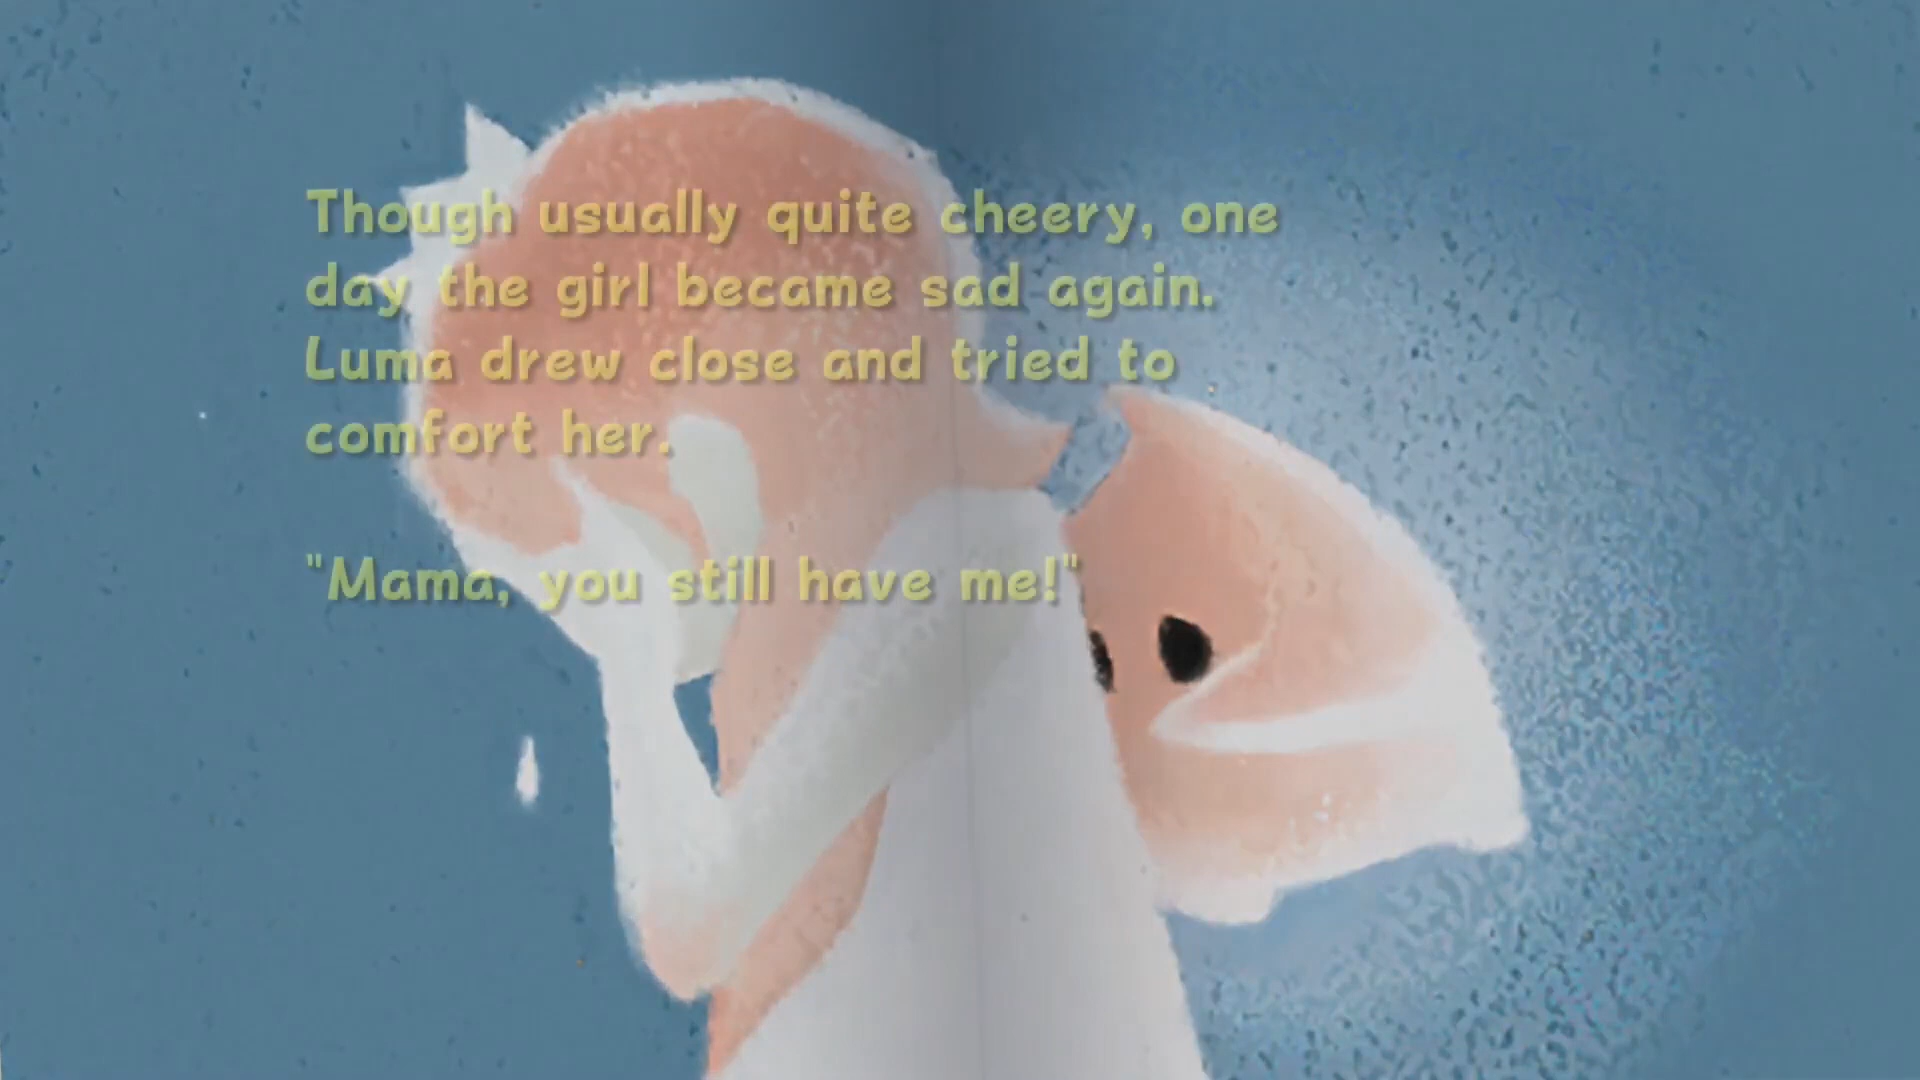 Though usually quite cheery, one
day the girl became sad again.
Luma drew close and tried to
comfort her.
"Mama, you still have me!"